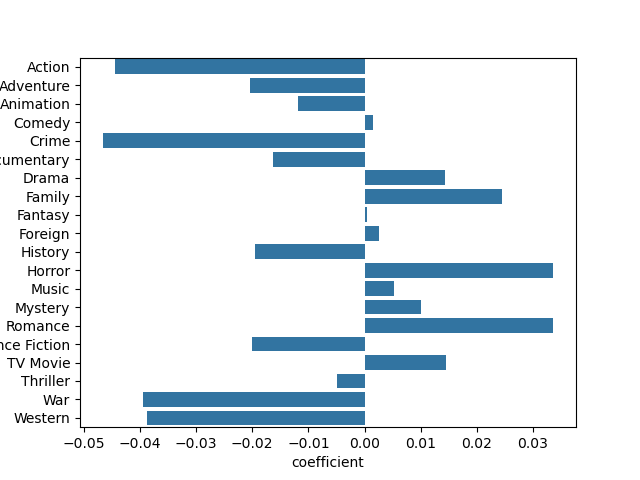 Action
Adventure
Animation
Comedy
Crime
cumentary
Drama
Family
Fantasy
Foreign
History
Horror
Music
Mystery
Romance
nce Fiction
TV Movie
Thriller
War
Western
−0.05 −0.04 −0.03 −0.02 −0.01 0.00 0.01 0.02 0.03
coefficient